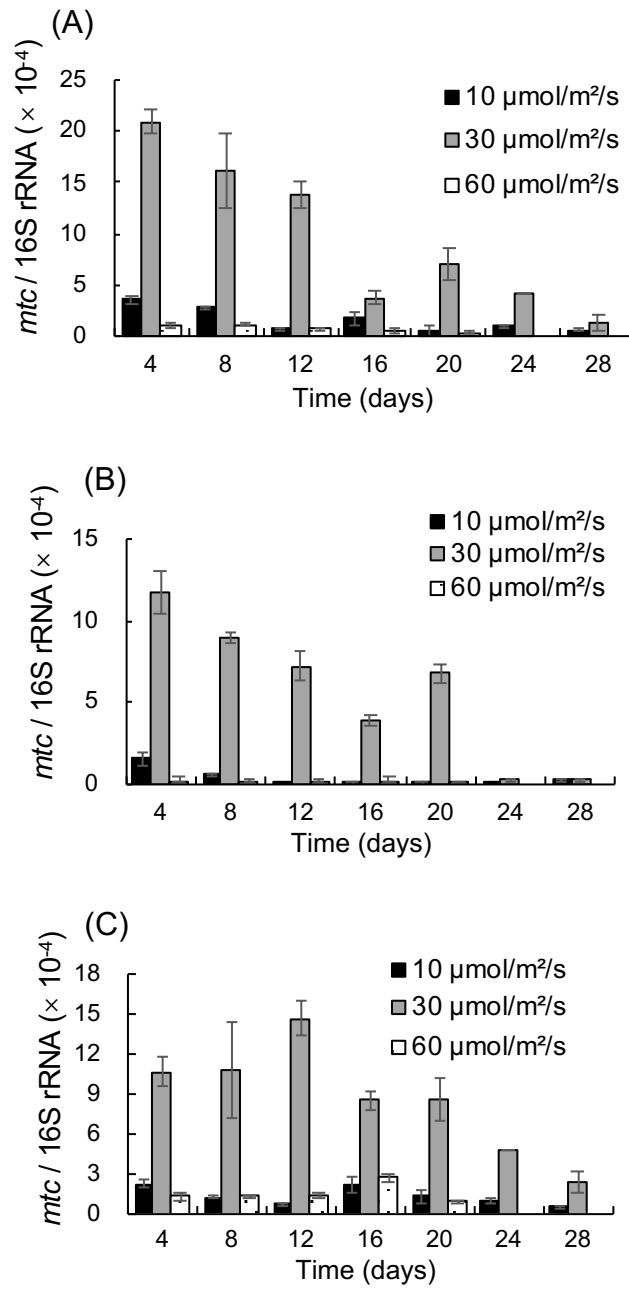 (A)
mtc / 16S rRNA (× 10⁻⁴)
25
20
15
10
5
0
10 µmol/m²/s
30 µmol/m²/s
60 µmol/m²/s
4 8 12 16 20 24 28
Time (days)
(B)
mtc / 16S rRNA (× 10⁻⁴)
15
10
5
0
10 µmol/m²/s
30 µmol/m²/s
60 µmol/m²/s
4 8 12 16 20 24 28
Time (days)
(C)
mtc / 16S rRNA (× 10⁻⁴)
18
15
12
9
6
3
0
10 µmol/m²/s
30 µmol/m²/s
60 µmol/m²/s
4 8 12 16 20 24 28
Time (days)